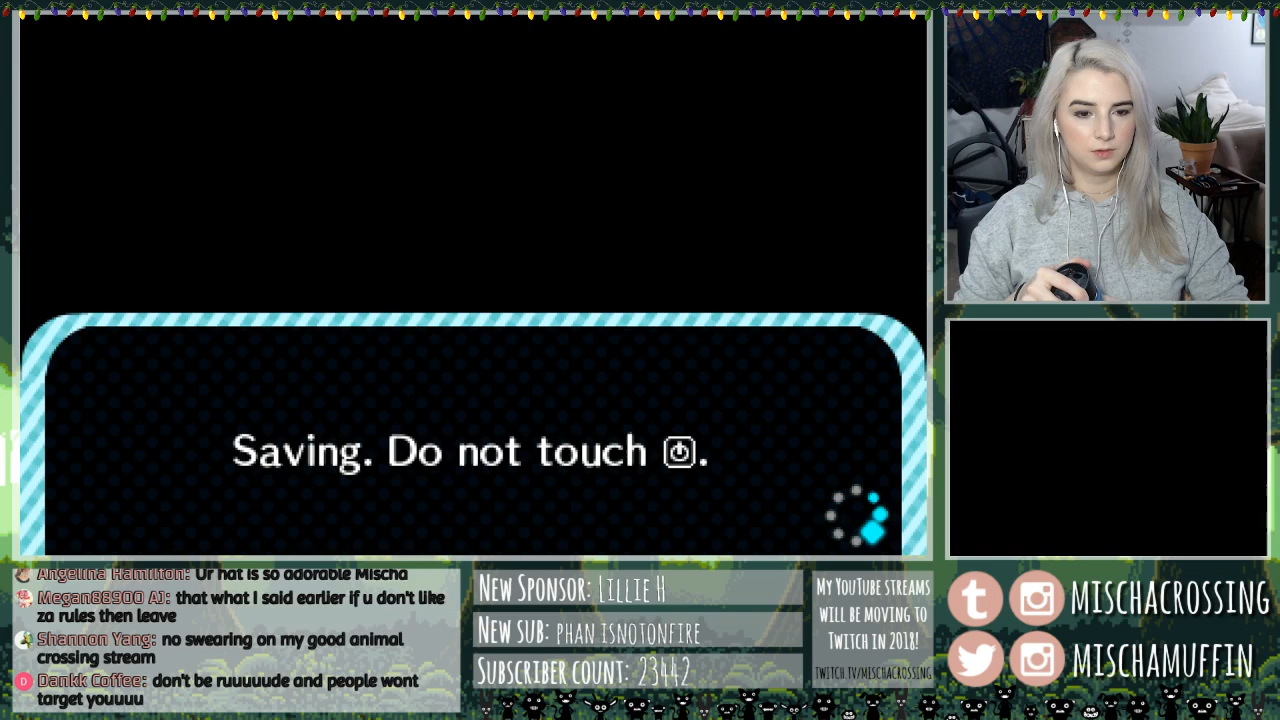 Saving. Do not touch
Angelina Hamilton: Ur hat is so adorable Mischa
Megan88900 AJ: that what I said earlier if u don't like
za rules then leave
Shannon Yang: no swearing on my good animal
crossing stream
D Dankk Coffee: don't be ruuuuude and people wont
target youuuu
New Sponsor: Lillie H
New sub: phan isnotonfire
Subscriber count: 23442
My YouTube streams
will be moving to
Twitch in 2018!
twitch.tv/mischacrossing
t MISCHACROSSING
MISCHAMUFFIN